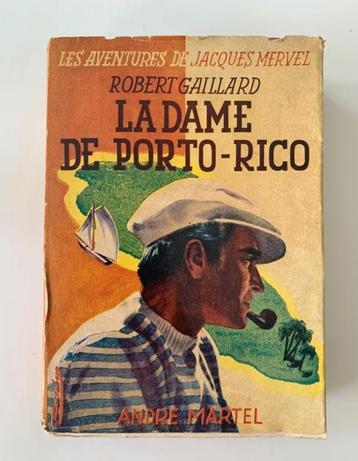 LES AVENTURES DE JACQUES MERVEL
ROBERT GAILLARD
LA DAME
DE PORTO-RICO
ANDRÉ MARTEL